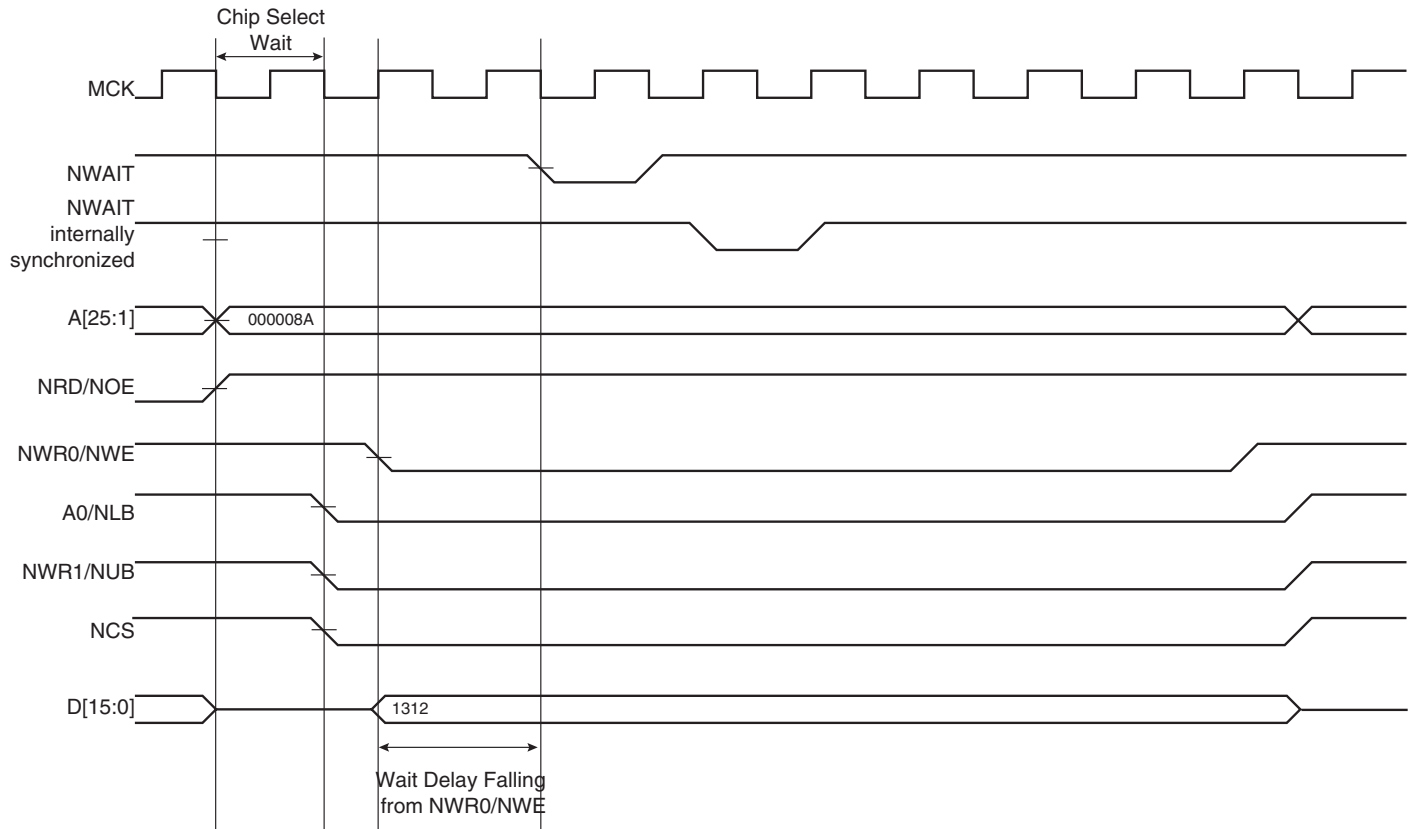 Chip Select
Wait
MCK
NWAIT
NWAIT
internally
synchronized
A[25:1]
000008A
NRD/NOE
NWR0/NWE
A0/NLB
NWR1/NUB
NCS
D[15:0]
1312
Wait Delay Falling
from NWR0/NWE